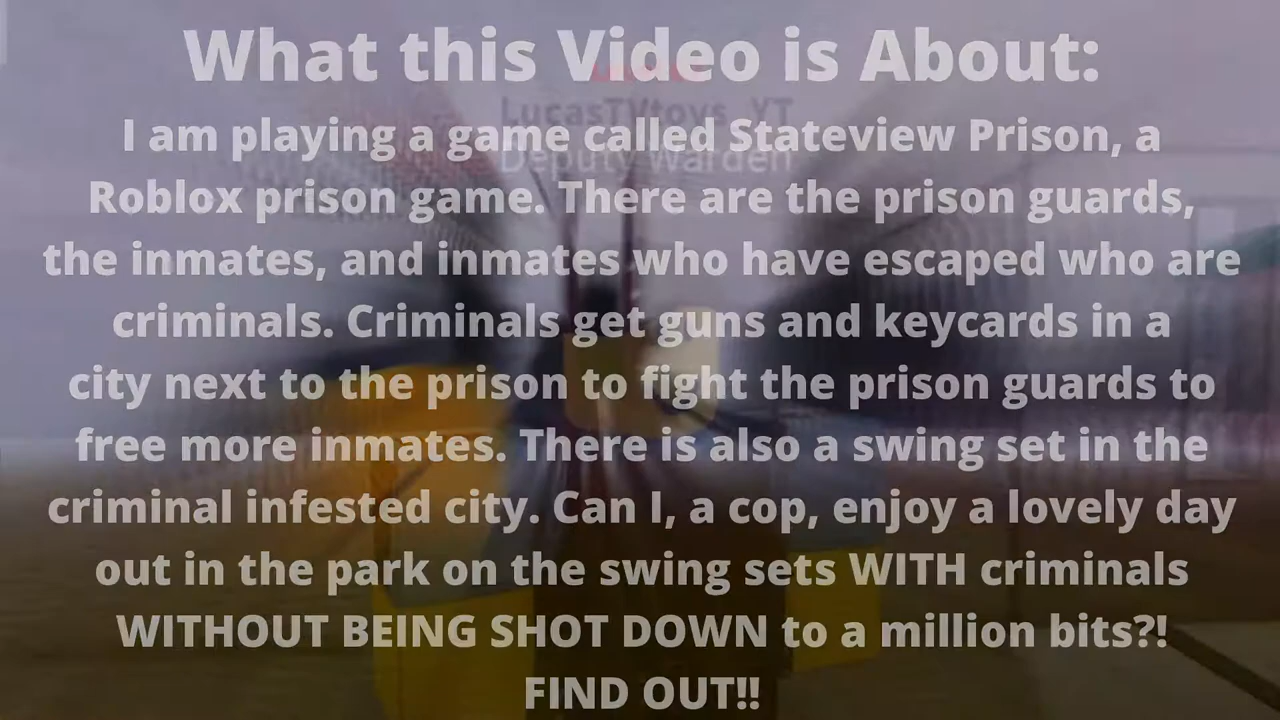 What this Video is About:
LucasTVtoys_YT
I am playing a game called Stateview Prison, a
Deputy Warden
Roblox prison game. There are the prison guards,
the inmates, and inmates who have escaped who are
criminals. Criminals get guns and keycards in a
city next to the prison to fight the prison guards to
free more inmates. There is also a swing set in the
criminal infested city. Can I, a cop, enjoy a lovely day
out in the park on the swing sets WITH criminals
WITHOUT BEING SHOT DOWN to a million bits?!
FIND OUT!!